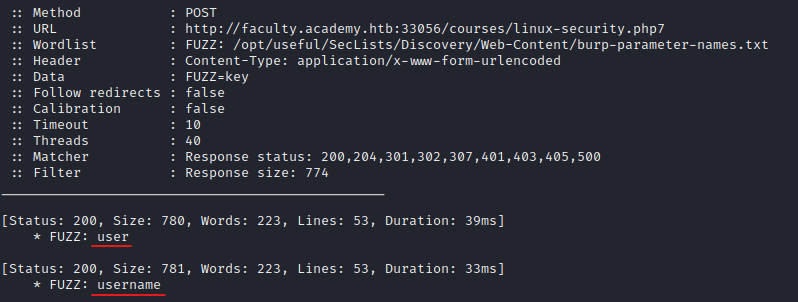 :: Method : POST
:: URL : http://faculty.academy.htb:33056/courses/linux-security.php7
:: Wordlist : FUZZ: /opt/useful/SecLists/Discovery/Web-Content/burp-parameter-names.txt
:: Header : Content-Type: application/x-www-form-urlencoded
:: Data : FUZZ=key
:: Follow redirects : false
:: Calibration : false
:: Timeout : 10
:: Threads : 40
:: Matcher : Response status: 200,204,301,302,307,401,403,405,500
:: Filter : Response size: 774
________________________________________________
[Status: 200, Size: 780, Words: 223, Lines: 53, Duration: 39ms]
* FUZZ: user
[Status: 200, Size: 781, Words: 223, Lines: 53, Duration: 33ms]
* FUZZ: username